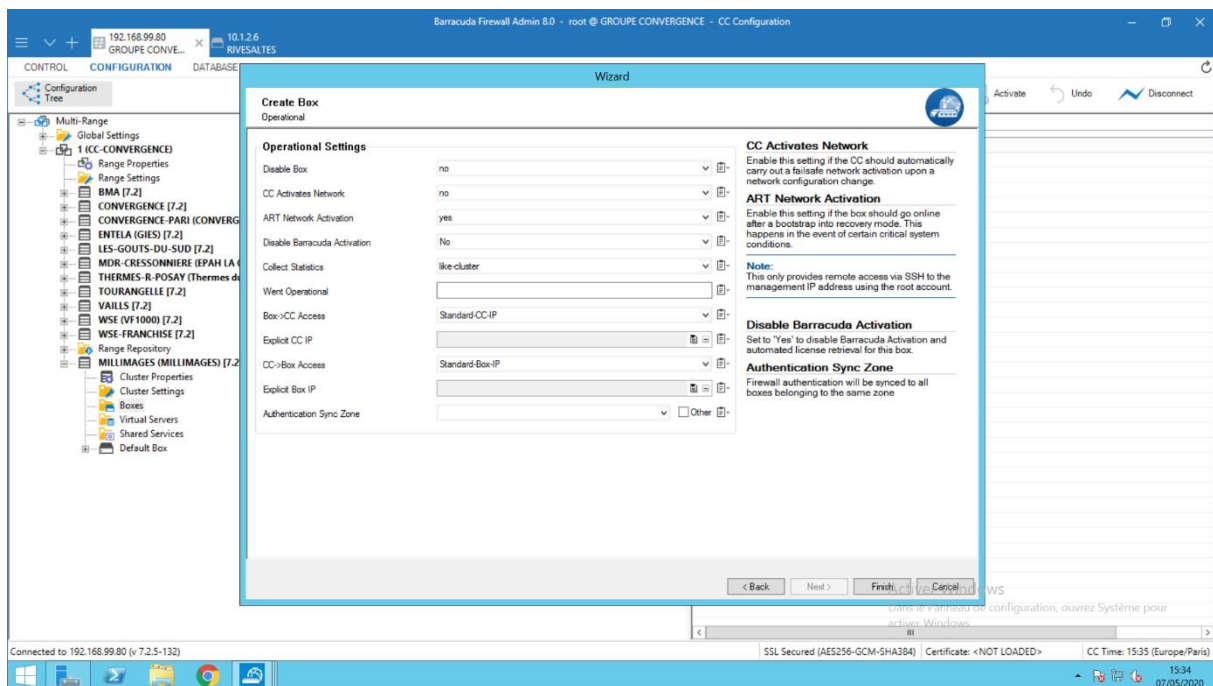 Barracuda Firewall Admin 8.0 - root @ GROUPE CONVERGENCE - CC Configuration
192.168.99.80
GROUPE CONVE...
10.1.2.6
RIVESALTES
CONTROL CONFIGURATION DATABASE
Configuration
Tree
Activate Undo Disconnect
Multi-Range
Global Settings
1 (CC-CONVERGENCE)
Range Properties
Range Settings
BMA [7.2]
CONVERGENCE [7.2]
CONVERGENCE-PARI (CONVERG
ENTELA (GIES) [7.2]
LES-GOUTS-DU-SUD [7.2]
MDR-CRESSONNIERE (EPAH LA
THERMES-R-POSAY (Thermes d
TOURANGELLE [7.2]
VAILLS [7.2]
WSE (VF1000) [7.2]
WSE-FRANCHISE [7.2]
Range Repository
MILLIMAGES (MILLIMAGES) [7.2
Cluster Properties
Cluster Settings
Boxes
Virtual Servers
Shared Services
Default Box
Wizard
Create Box
Operational
Operational Settings
Disable Box no
CC Activates Network no
ART Network Activation yes
Disable Barracuda Activation No
Collect Statistics like-cluster
Went Operational
Box->CC Access Standard-CC-IP
Explicit CC IP
CC->Box Access Standard-Box-IP
Explicit Box IP
Authentication Sync Zone Other
CC Activates Network
Enable this setting if the CC should automatically
carry out a failsafe network activation upon a
network configuration change.
ART Network Activation
Enable this setting if the box should go online
after a bootstrap into recovery mode. This
happens in the event of certain critical system
conditions.
Note:
This only provides remote access via SSH to the
management IP address using the root account.
Disable Barracuda Activation
Set to 'Yes' to disable Barracuda Activation and
automated license retrieval for this box.
Authentication Sync Zone
Firewall authentication will be synced to all
boxes belonging to the same zone
< Back Next > Finish Cancel
Activer Windows
Dans le Panneau de configuration, ouvrez Système pour
activer Windows.
Connected to 192.168.99.80 (v 7.2.5-132)
SSL Secured (AES256-GCM-SHA384) Certificate: <NOT LOADED> CC Time: 15:35 (Europe/Paris)
15:34
07/05/2020